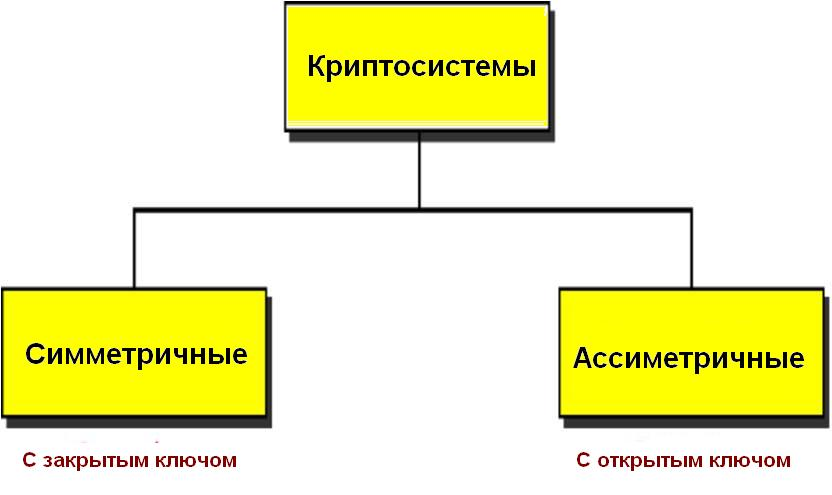 Криптосистемы
Симметричные
Ассиметричные
С закрытым ключом
С открытым ключом